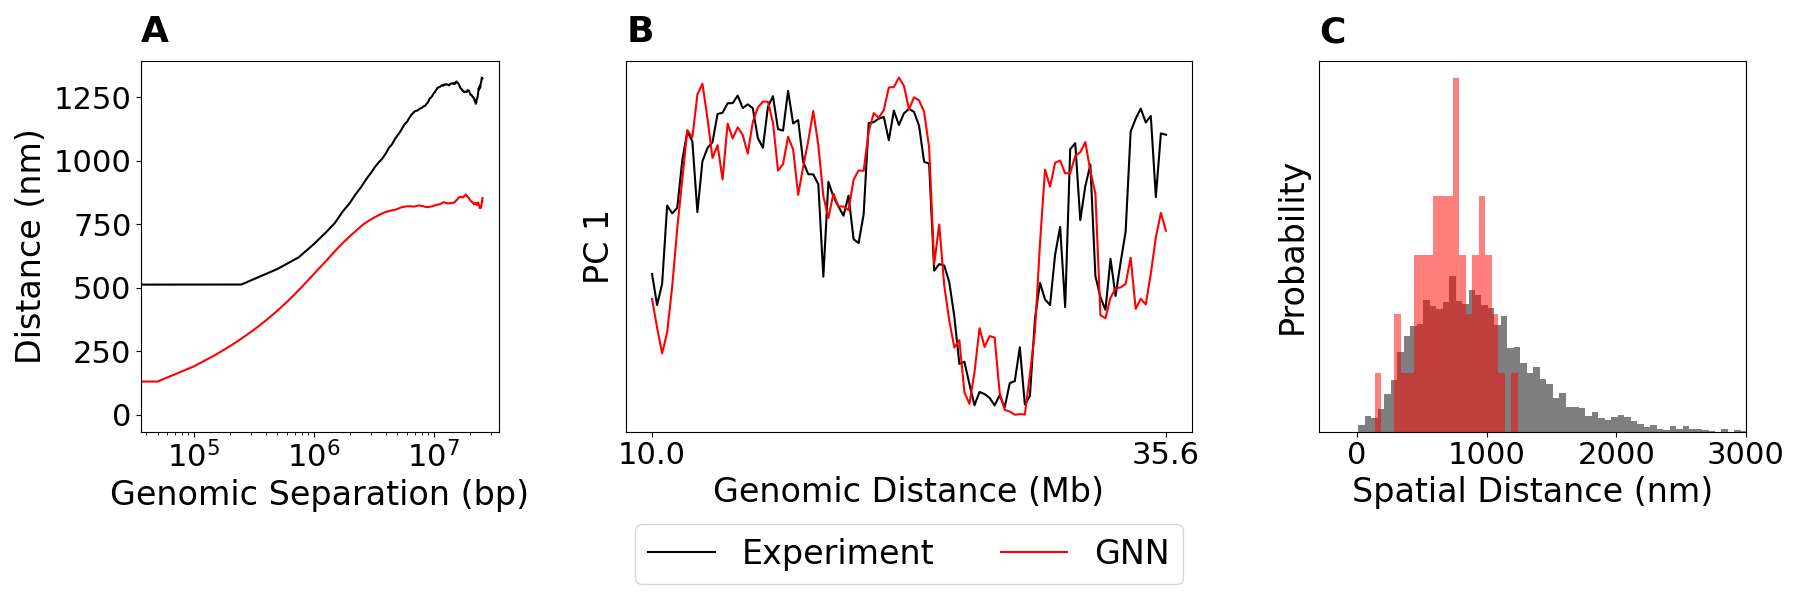 A
B
C
Distance (nm)
1250
1000
750
500
250
0
10^5
10^6
10^7
Genomic Separation (bp)
PC 1
10.0
35.6
Genomic Distance (Mb)
Probability
0
1000
2000
3000
Spatial Distance (nm)
Experiment
GNN